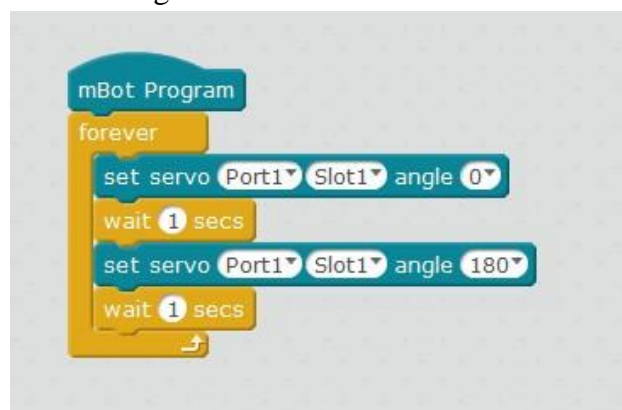 mBot Program
forever
set servo Port1 Slot1 angle 0
wait 1 secs
set servo Port1 Slot1 angle 180
wait 1 secs